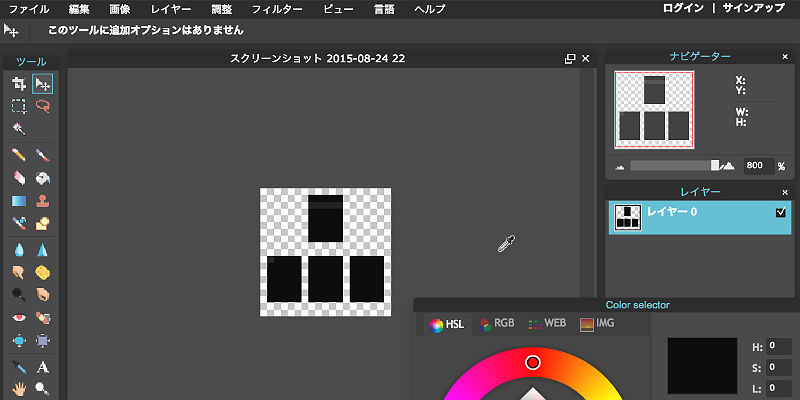 ファイル 編集 画像 レイヤー 調整 フィルター ビュー 言語 ヘルプ ログイン | サインアップ
このツールに追加オプションはありません
ツール
スクリーンショット 2015-08-24 22
ナビゲーター
X:
Y:
W:
H:
800 %
レイヤー
レイヤー 0
Color selector
HSL RGB WEB IMG
H: 0
S: 0
L: 0